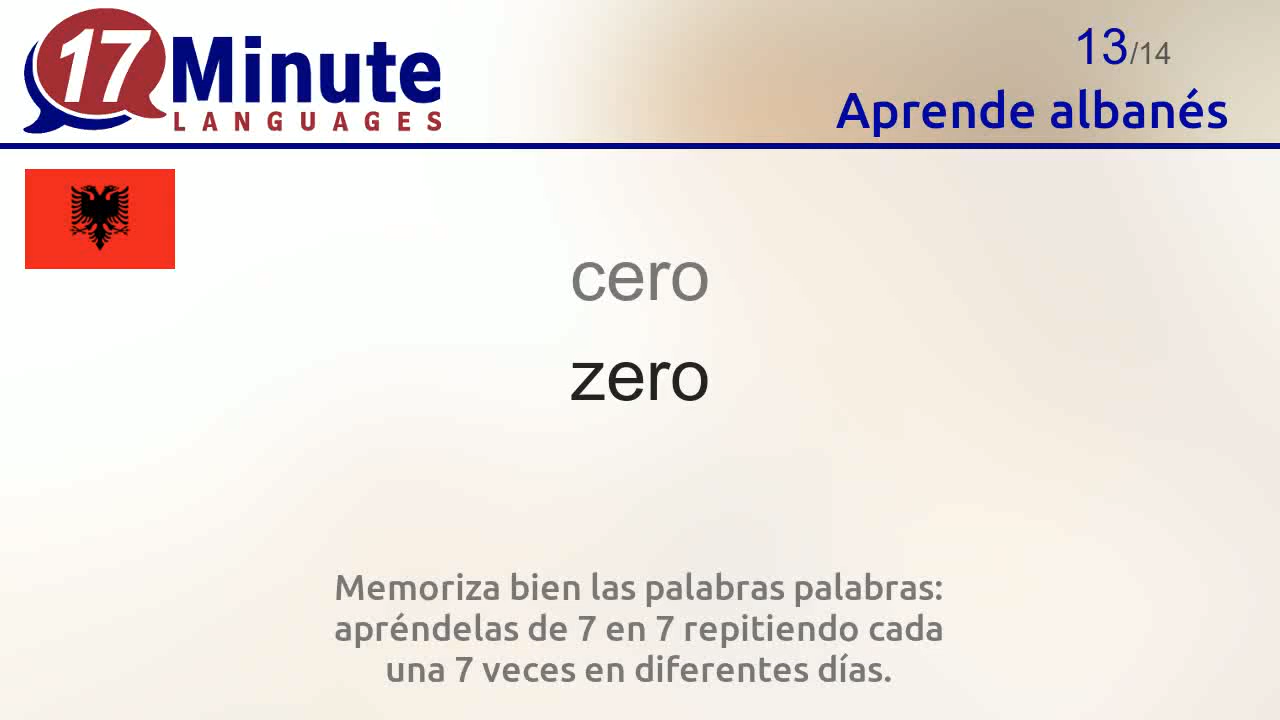 17 Minute
LANGUAGES
13/14
Aprende albanés
cero
zero
Memoriza bien las palabras palabras:
apréndelas de 7 en 7 repitiendo cada
una 7 veces en diferentes días.